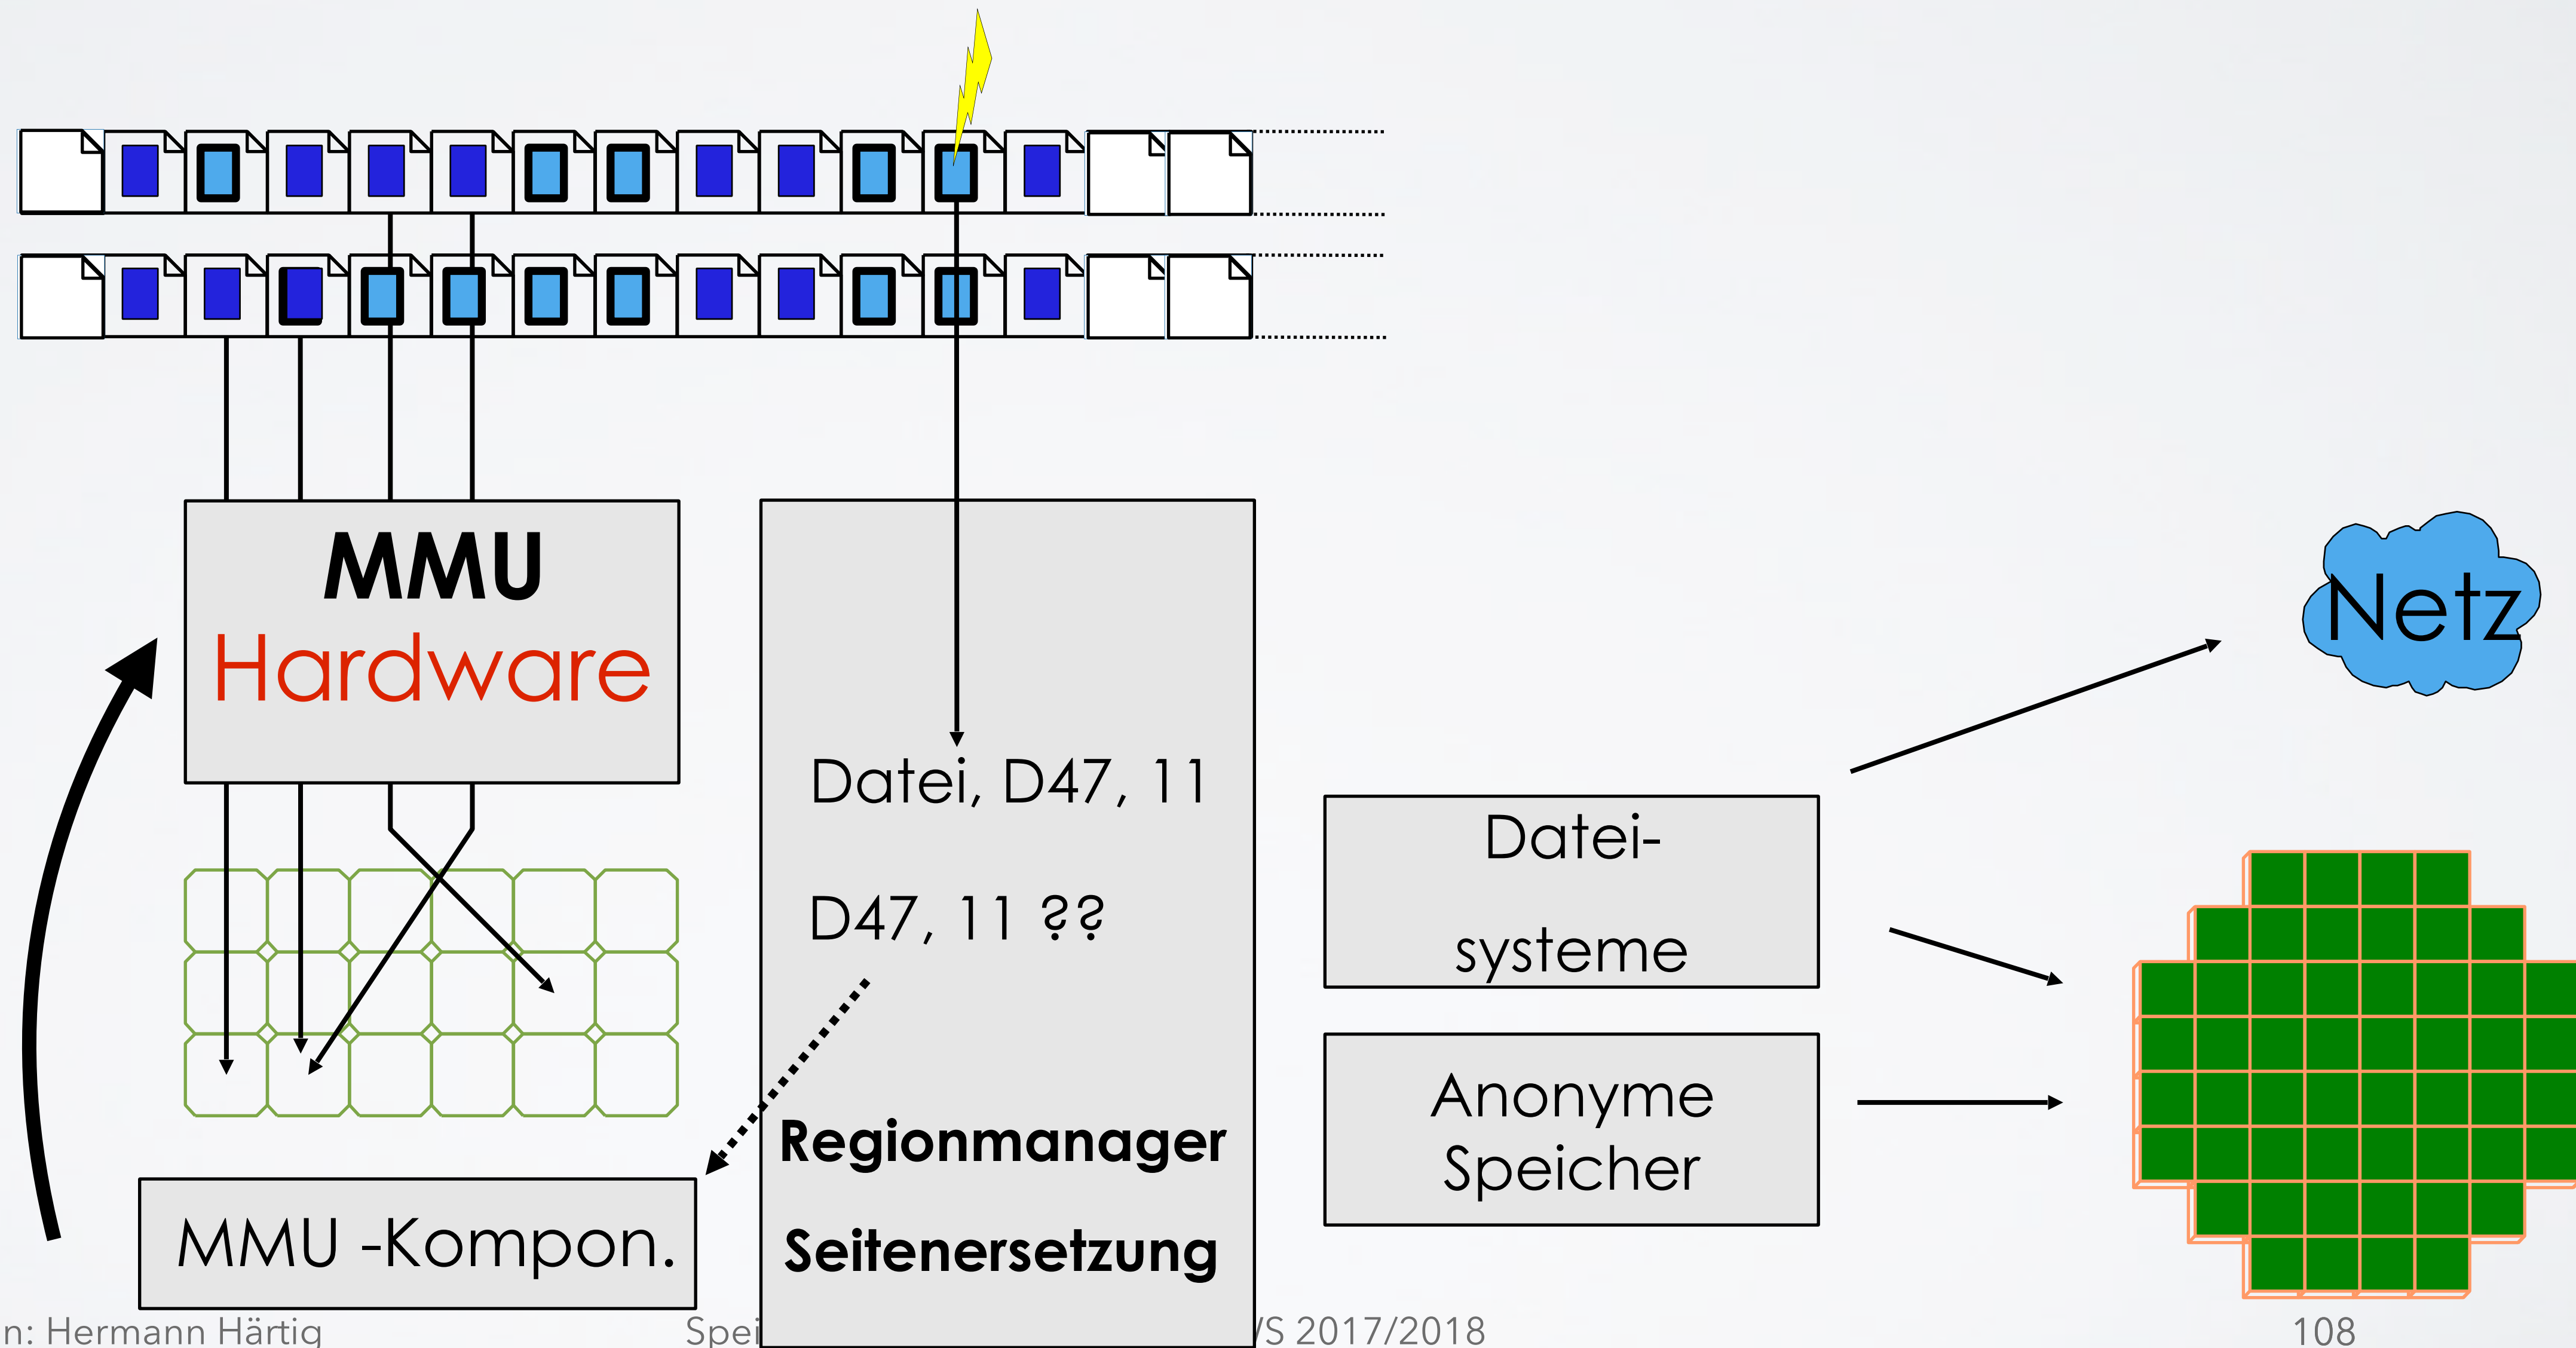 MMU
Hardware
Datei, D47, 11
D47, 11 ??
Regionmanager
Seitenersetzung
MMU -Kompon.
Datei-
systeme
Anonyme
Speicher
Netz
n: Hermann Härtig
Spei
/S 2017/2018
108